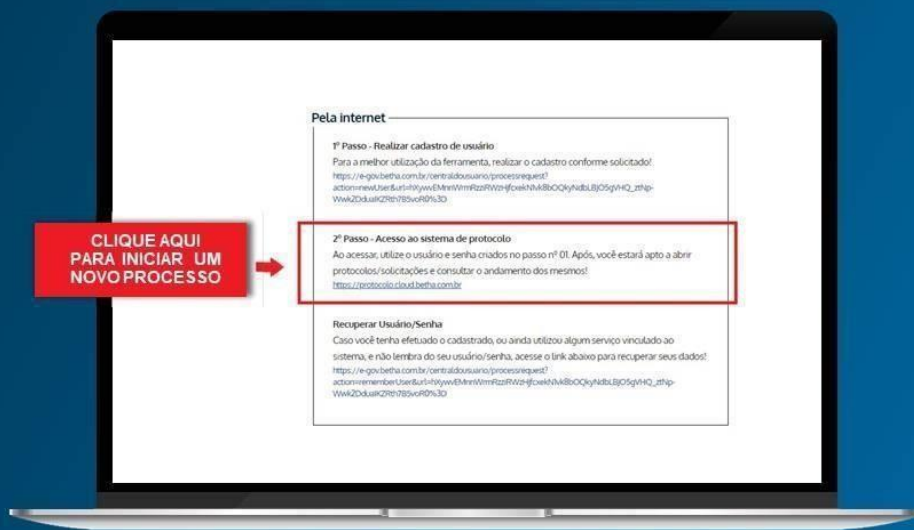 Pela internet
1º Passo - Realizar cadastro de usuário
Para a melhor utilização da ferramenta, realizar o cadastro conforme solicitado!
https://e-gov.betha.com.br/centraldousuario/processrequest?
2º Passo - Acesso ao sistema de protocolo
CLIQUE AQUI
PARA INICIAR UM
NOVO PROCESSO
Ao acessar, utilize o usuário e senha criados no passo nº 01. Após, você estará apto a abrir
protocolos/solicitações e consultar o andamento dos mesmos!
https://protocolo.cloud.betha.com.br
Recuperar Usuário/Senha
Caso você tenha efetuado o cadastrado, ou ainda utilizou algum serviço vinculado ao
sistema, e não lembra do seu usuário/senha, acesse o link abaixo para recuperar seus dados!
https://e-gov.betha.com.br/centraldousuario/processrequest?